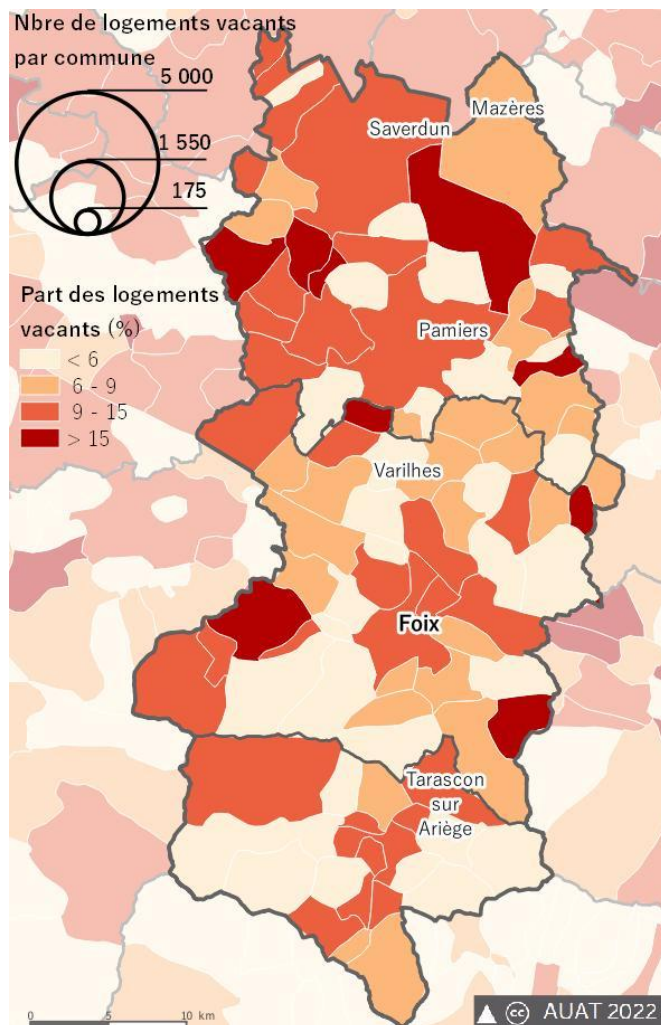 Nbre de logements vacants
par commune
5 000
1 550
175
Mazères
Saverdun
Part des logements
vacants (%)
< 6
6 - 9
9 - 15
> 15
Pamiers
Varilhes
Foix
Tarascon
sur
Ariège
0 5 10 km
cc AUAT 2022